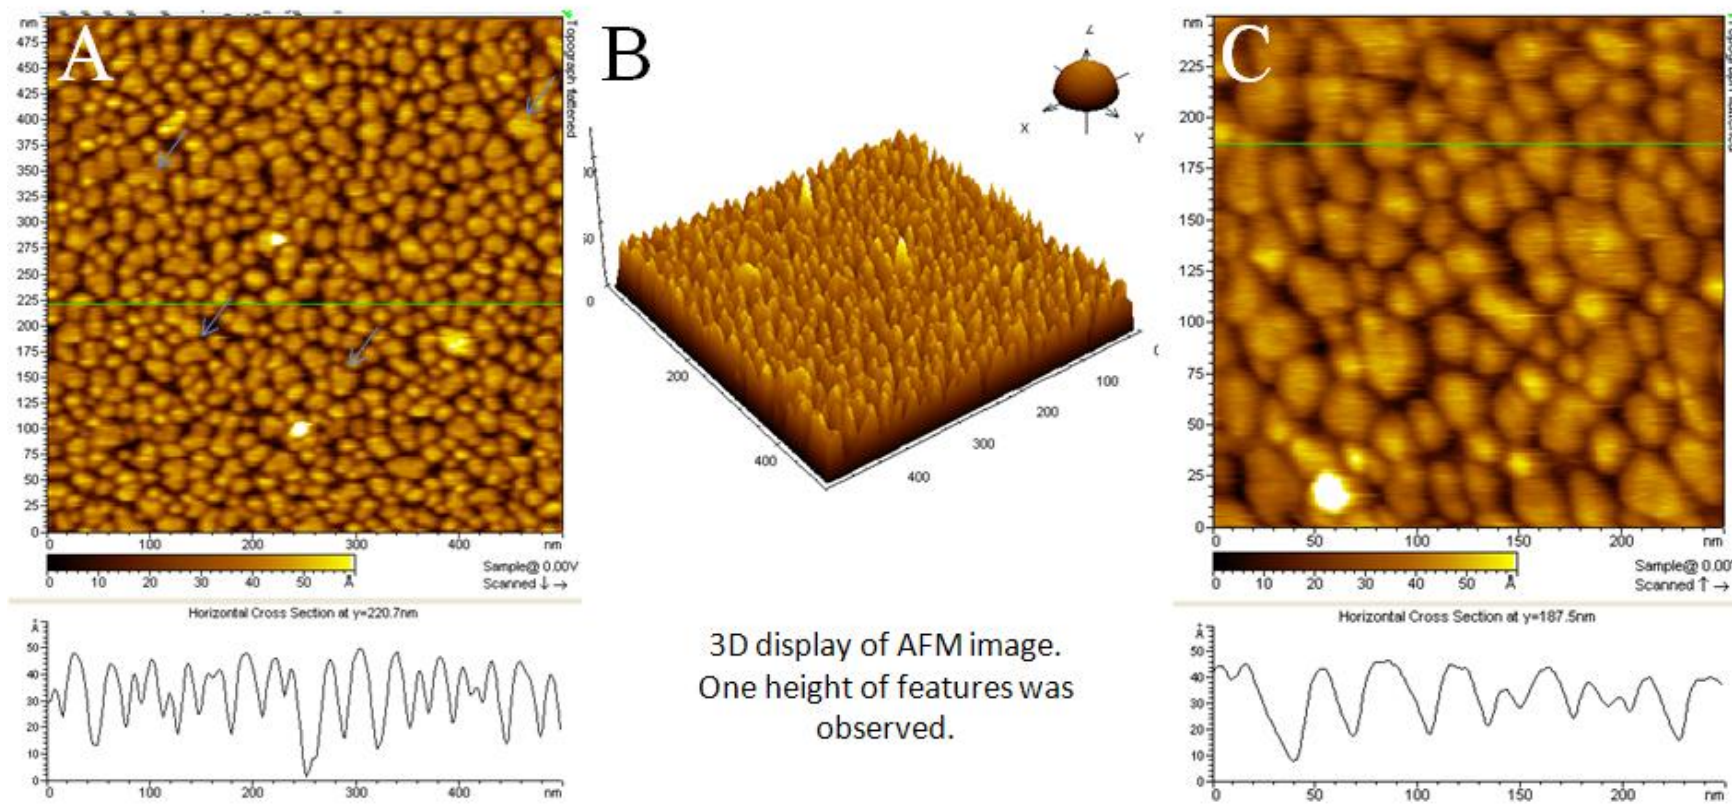 A
nm
475
450
425
400
375
350
325
300
275
250
225
200
175
150
125
100
75
50
25
0
0 100 200 300 400 nm
Topograph flattened
0 10 20 30 40 50 Å
Sample@ 0.00V
Scanned ↓ →
Horizontal Cross Section at y=220.7nm
Å
50
40
30
20
10
0
0 100 200 300 400 nm
B
Z
X Y
50
0
200
400
100
200
300
400
3D display of AFM image.
One height of features was
observed.
C
nm
225
200
175
150
125
100
75
50
25
0
0 50 100 150 200 nm
0 10 20 30 40 50 Å
Sample@ 0.00
Scanned ↑ →
Horizontal Cross Section at y=187.5nm
Å
50
40
30
20
10
0
0 50 100 150 200 nm